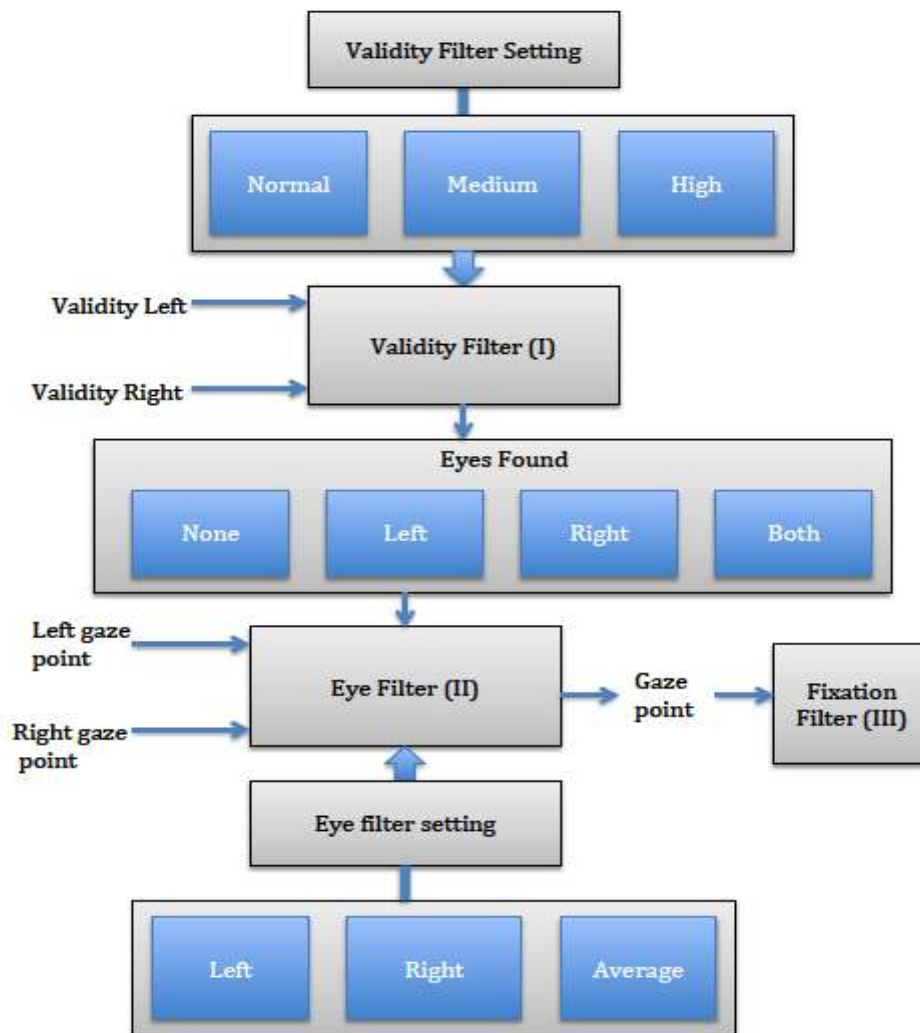 Validity Filter Setting
Normal
Medium
High
Validity Left
Validity Filter (I)
Validity Right
Eyes Found
None
Left
Right
Both
Left gaze
point
Eye Filter (II)
Right gaze
point
Gaze
point
Fixation
Filter (III)
Eye filter setting
Left
Right
Average